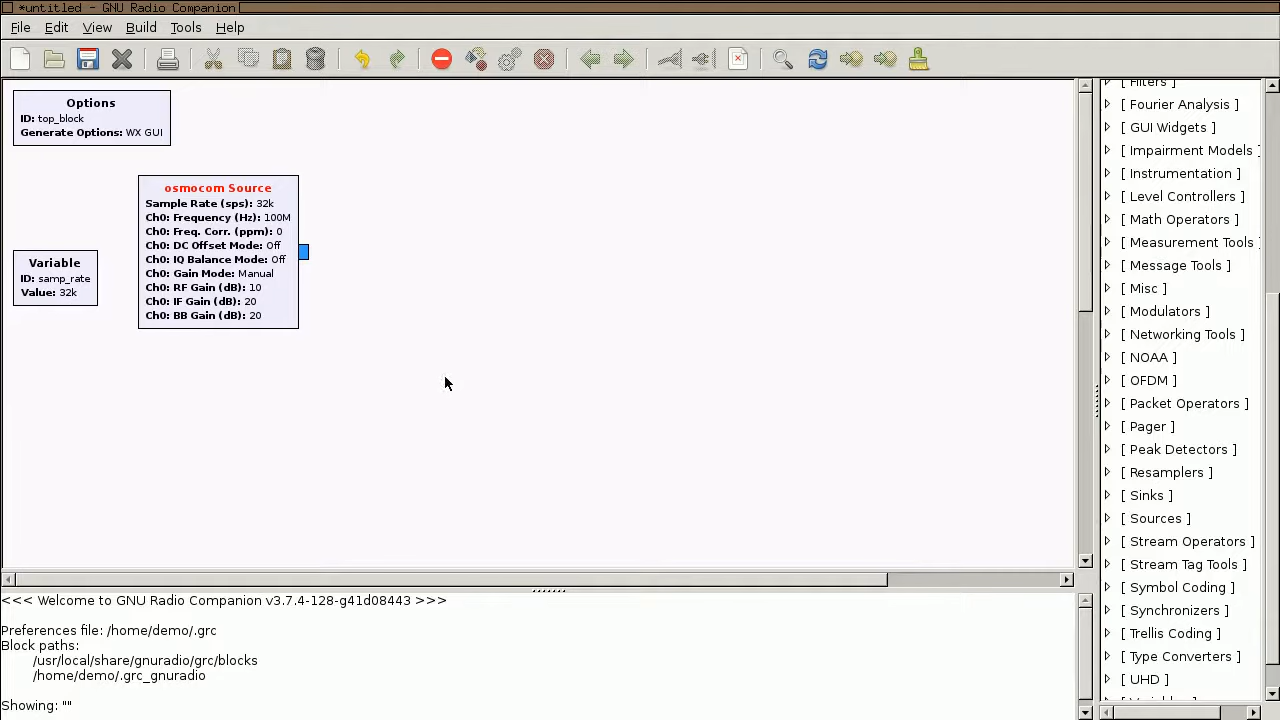 *untitled - GNU Radio Companion
File Edit View Build Tools Help
Options
ID: top_block
Generate Options: WX GUI
osmocom Source
Sample Rate (sps): 32k
Ch0: Frequency (Hz): 100M
Ch0: Freq. Corr. (ppm): 0
Ch0: DC Offset Mode: Off
Ch0: IQ Balance Mode: Off
Ch0: Gain Mode: Manual
Ch0: RF Gain (dB): 10
Ch0: IF Gain (dB): 20
Ch0: BB Gain (dB): 20
Variable
ID: samp_rate
Value: 32k
[ Filters ]
[ Fourier Analysis ]
[ GUI Widgets ]
[ Impairment Models ]
[ Instrumentation ]
[ Level Controllers ]
[ Math Operators ]
[ Measurement Tools ]
[ Message Tools ]
[ Misc ]
[ Modulators ]
[ Networking Tools ]
[ NOAA ]
[ OFDM ]
[ Packet Operators ]
[ Pager ]
[ Peak Detectors ]
[ Resamplers ]
[ Sinks ]
[ Sources ]
[ Stream Operators ]
[ Stream Tag Tools ]
[ Symbol Coding ]
[ Synchronizers ]
[ Trellis Coding ]
[ Type Converters ]
[ UHD ]
<<< Welcome to GNU Radio Companion v3.7.4-128-g41d08443 >>>
Preferences file: /home/demo/.grc
Block paths:
/usr/local/share/gnuradio/grc/blocks
/home/demo/.grc_gnuradio
Showing: ""